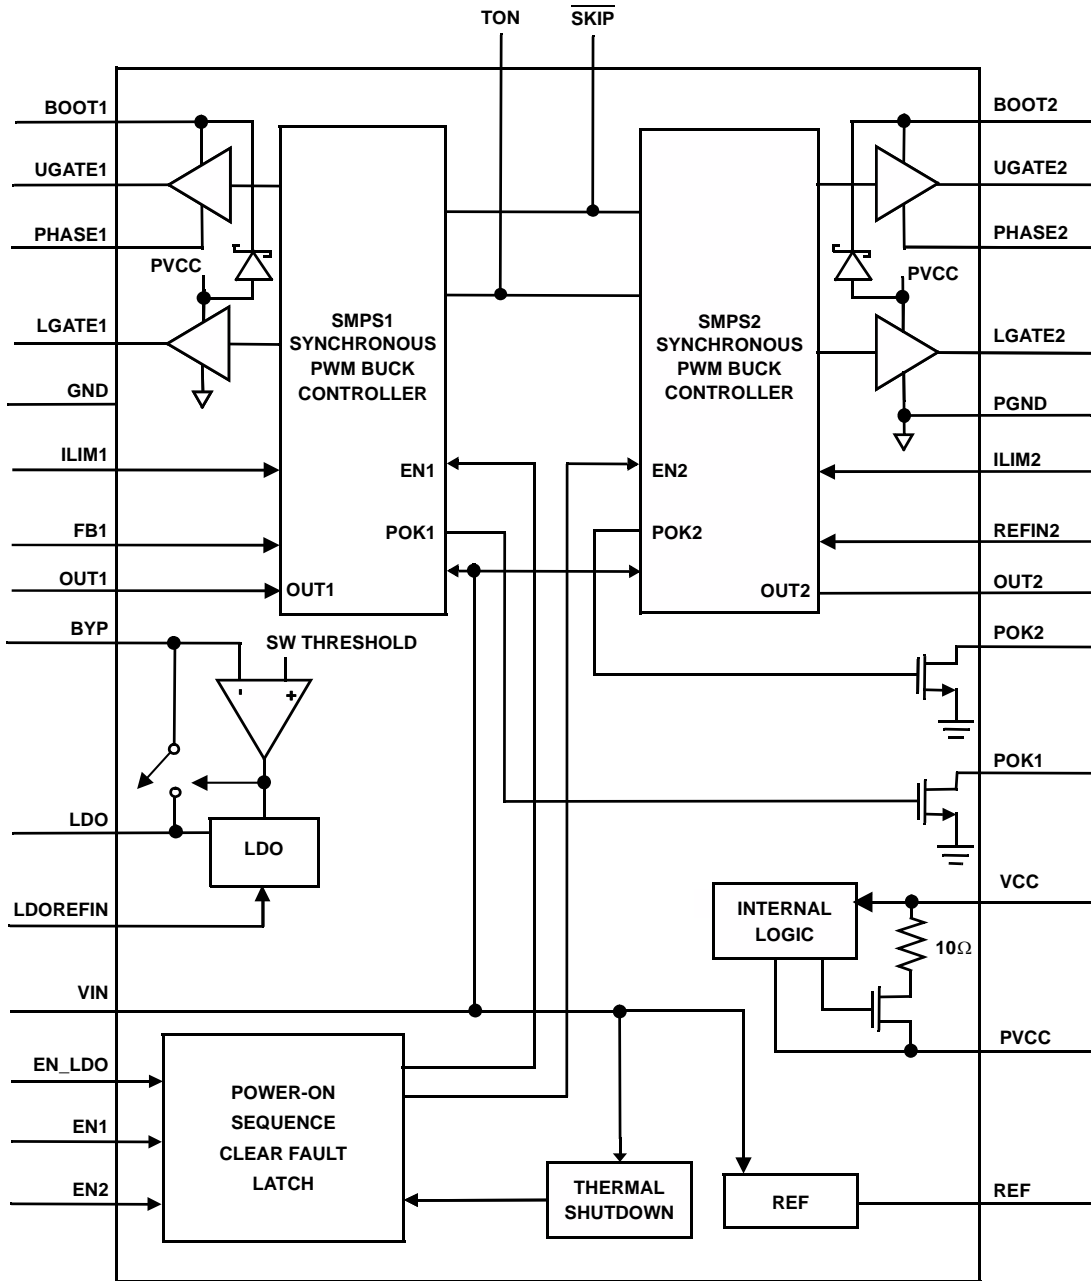 TON
SKIP
BOOT1
UGATE1
PHASE1
PVCC
LGATE1
GND
ILIM1
FB1
OUT1
BYP
LDO
LDOREFIN
VIN
EN_LDO
EN1
EN2
SMPS1
SYNCHRONOUS
PWM BUCK
CONTROLLER
EN1
POK1
OUT1
SMPS2
SYNCHRONOUS
PWM BUCK
CONTROLLER
EN2
POK2
OUT2
BOOT2
UGATE2
PHASE2
PVCC
LGATE2
PGND
ILIM2
REFIN2
OUT2
POK2
POK1
VCC
PVCC
REF
SW THRESHOLD
-
+
LDO
INTERNAL
LOGIC
10Ω
POWER-ON
SEQUENCE
CLEAR FAULT
LATCH
THERMAL
SHUTDOWN
REF